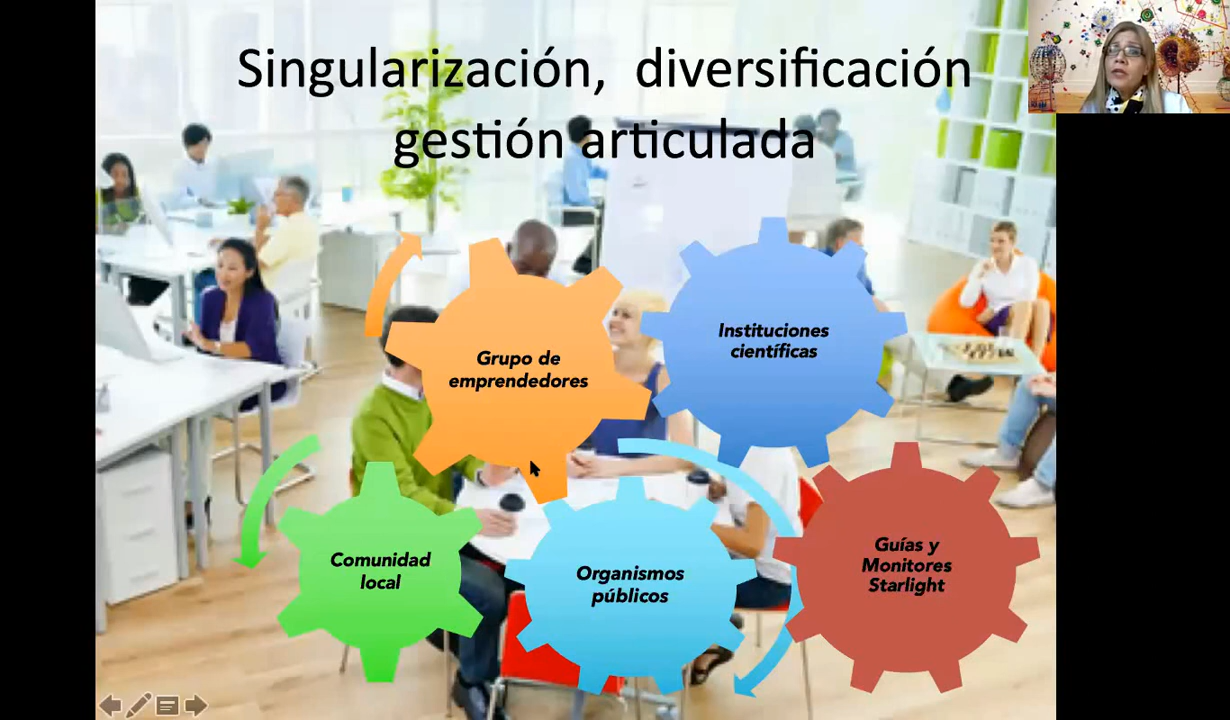 Singularización, diversificación
gestión articulada
Grupo de
emprendedores
Instituciones
científicas
Comunidad
local
Organismos
públicos
Guías y
Monitores
Starlight